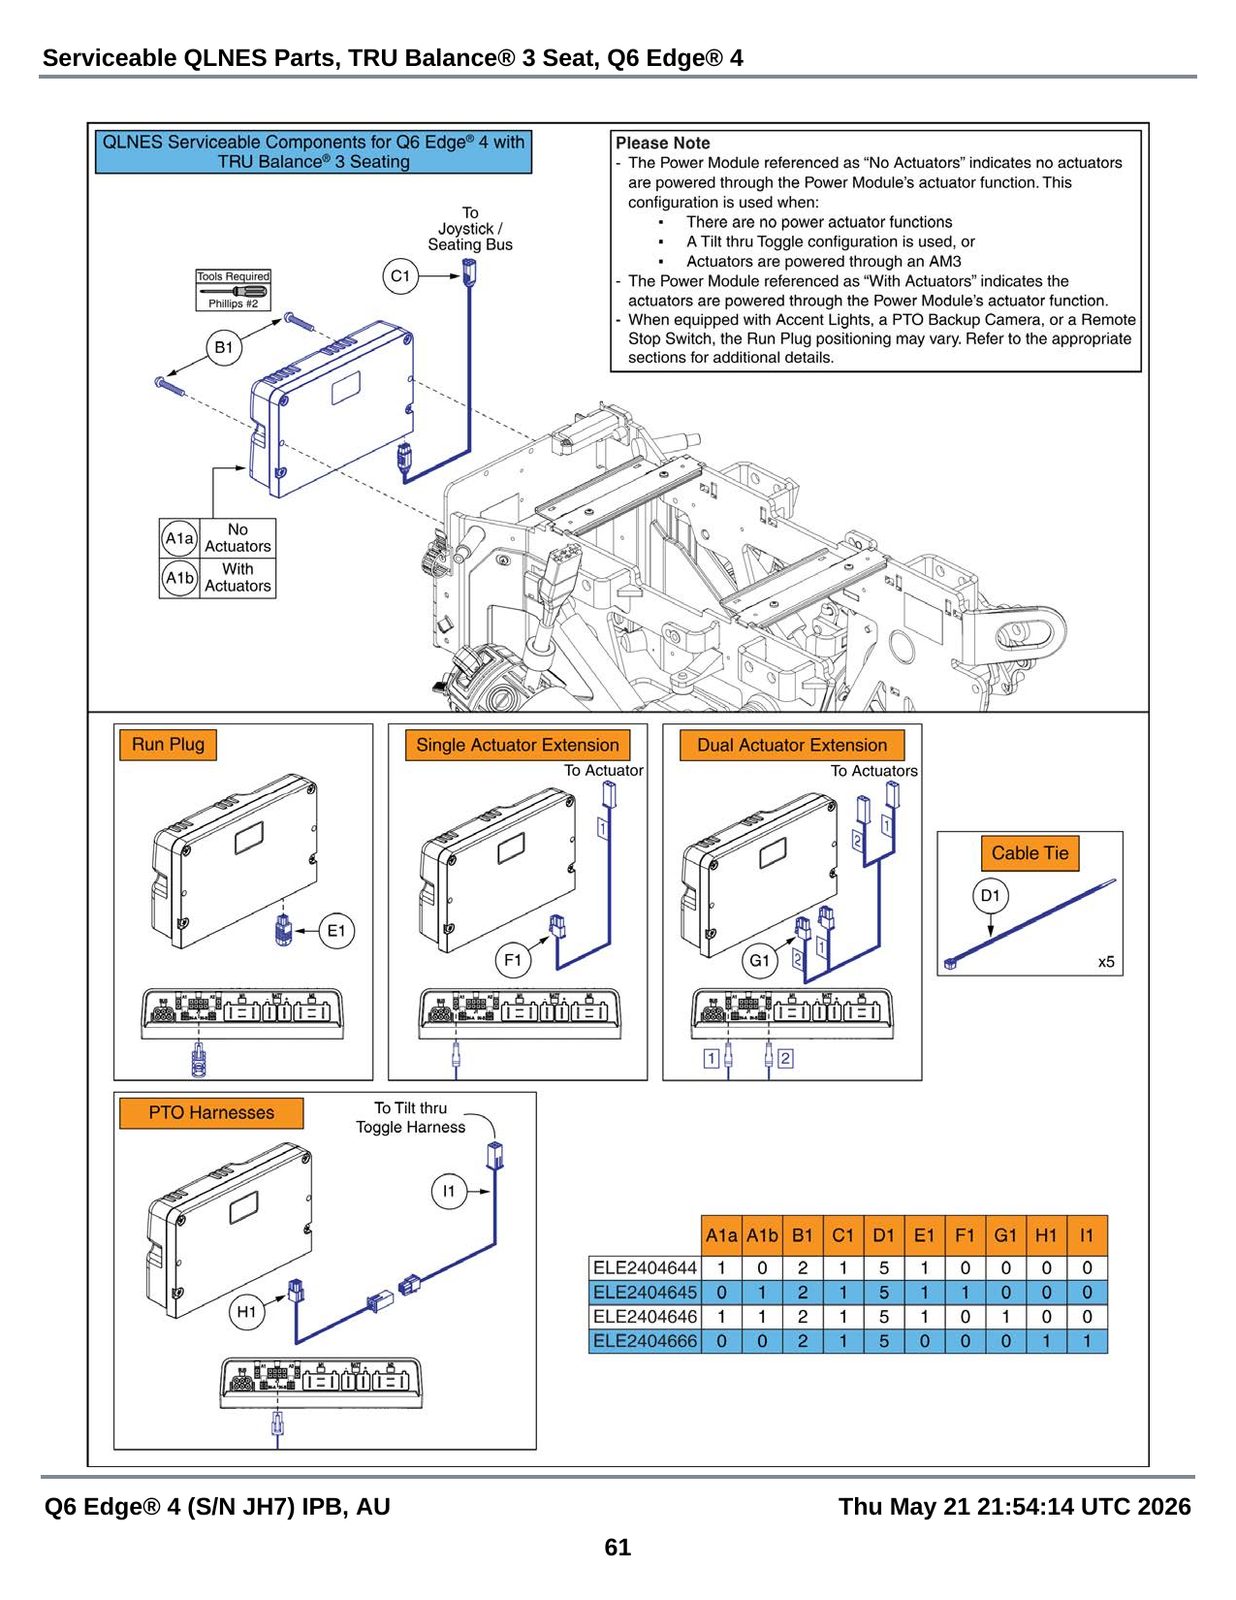 Serviceable QLNES Parts, TRU Balance® 3 Seat, Q6 Edge® 4
QLNES Serviceable Components for Q6 Edge® 4 with
TRU Balance® 3 Seating
Please Note
- The Power Module referenced as “No Actuators” indicates no actuators
are powered through the Power Module’s actuator function. This
configuration is used when:
▪ There are no power actuator functions
▪ A Tilt thru Toggle configuration is used, or
▪ Actuators are powered through an AM3
- The Power Module referenced as “With Actuators” indicates the
actuators are powered through the Power Module’s actuator function.
- When equipped with Accent Lights, a PTO Backup Camera, or a Remote
Stop Switch, the Run Plug positioning may vary. Refer to the appropriate
sections for additional details.
To
Joystick /
Seating Bus
C1
Tools Required
Phillips #2
B1
A1a No
Actuators
A1b With
Actuators
Run Plug
E1
Single Actuator Extension
To Actuator
1
F1
Dual Actuator Extension
To Actuators
2 1
G1
2 1
1 2
Cable Tie
D1
x5
PTO Harnesses
To Tilt thru
Toggle Harness
I1
H1
A1a A1b B1 C1 D1 E1 F1 G1 H1 I1
ELE2404644 1 0 2 1 5 1 0 0 0 0
ELE2404645 0 1 2 1 5 1 1 0 0 0
ELE2404646 1 1 2 1 5 1 0 1 0 0
ELE2404666 0 0 2 1 5 0 0 0 1 1
Q6 Edge® 4 (S/N JH7) IPB, AU
Thu May 21 21:54:14 UTC 2026
61